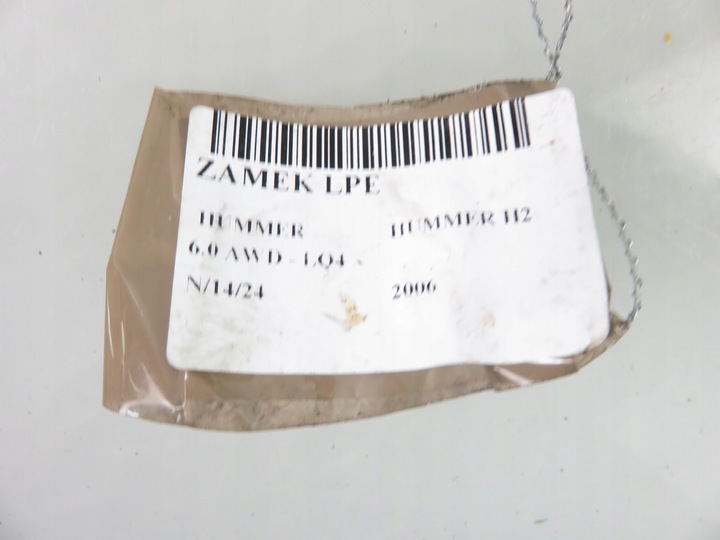 ZAMEK LPE
HUMMER HUMMER H2
6.0 AWD - LQ4 -
N/14/24 2006